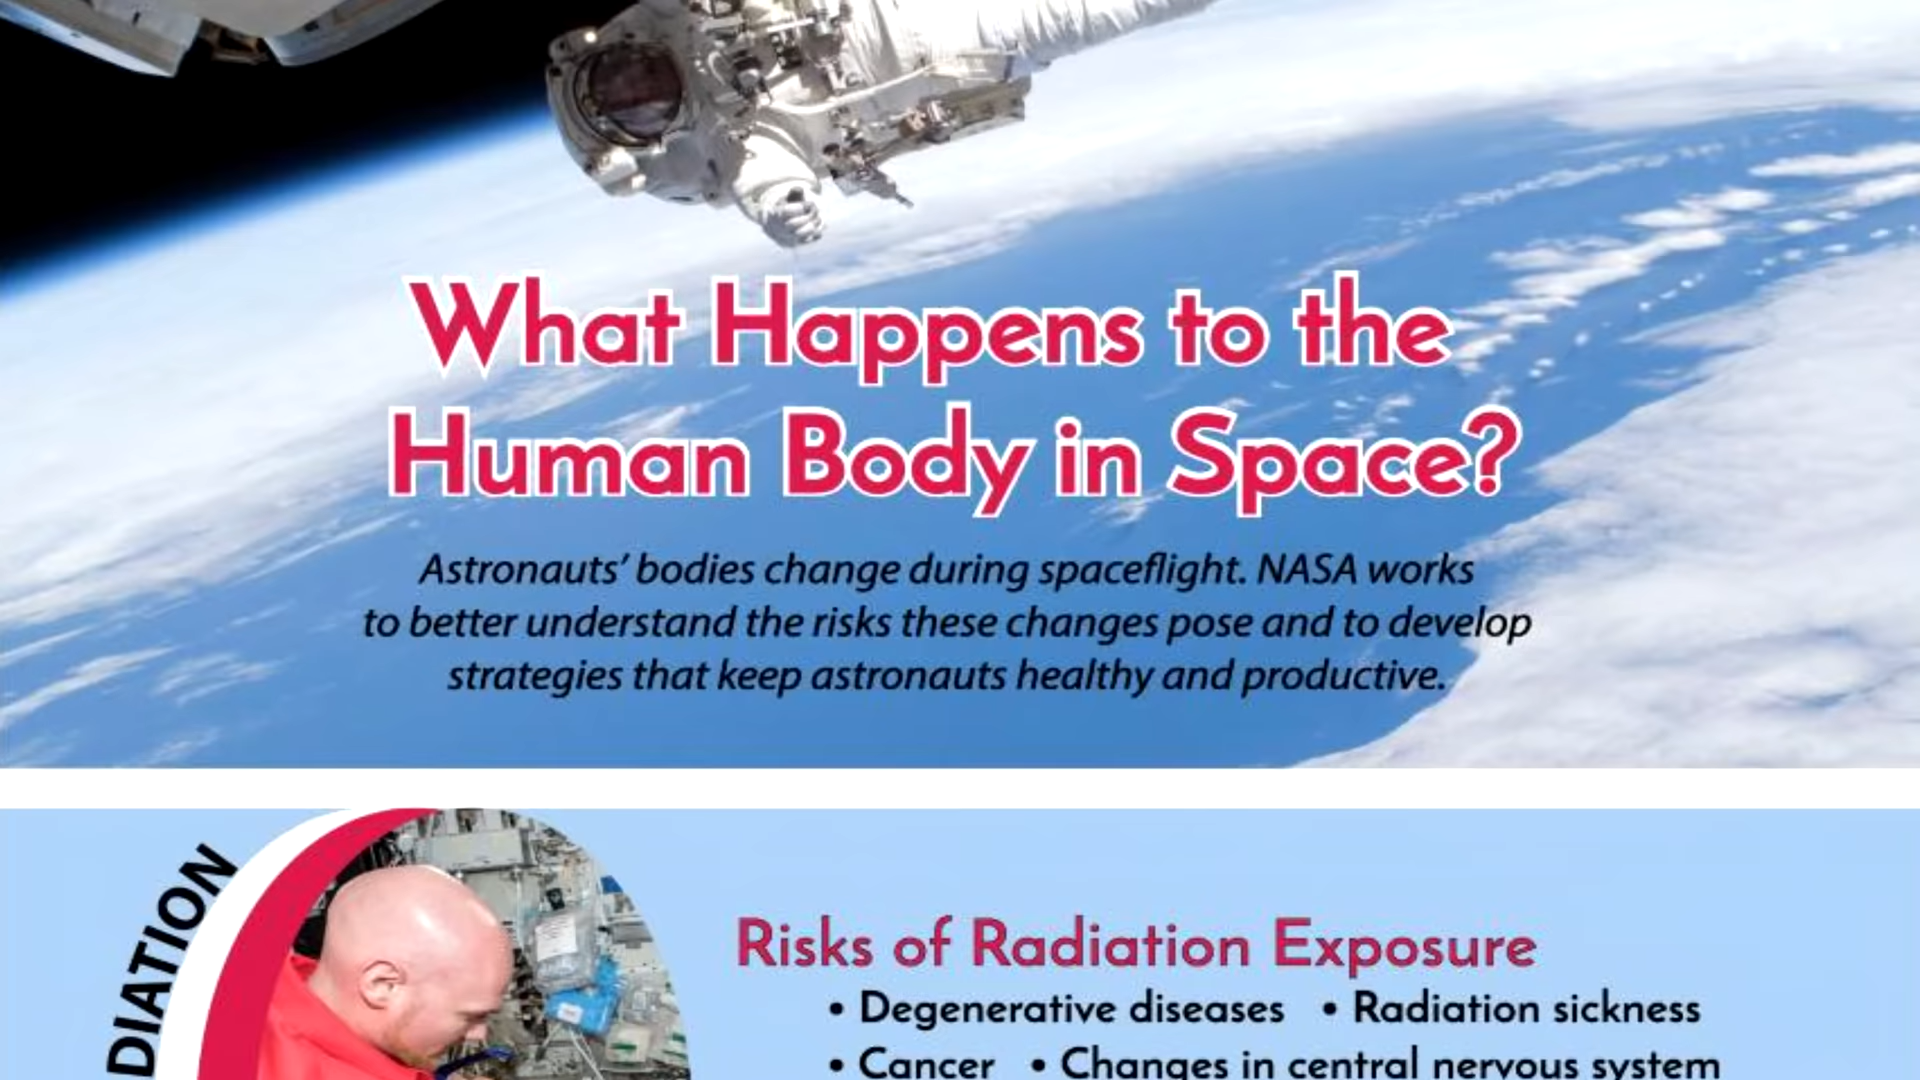 What Happens to the
Human Body in Space?
Astronauts’ bodies change during spaceflight. NASA works
to better understand the risks these changes pose and to develop
strategies that keep astronauts healthy and productive.
DIATION
Risks of Radiation Exposure
• Degenerative diseases • Radiation sickness
• Cancer • Changes in central nervous system